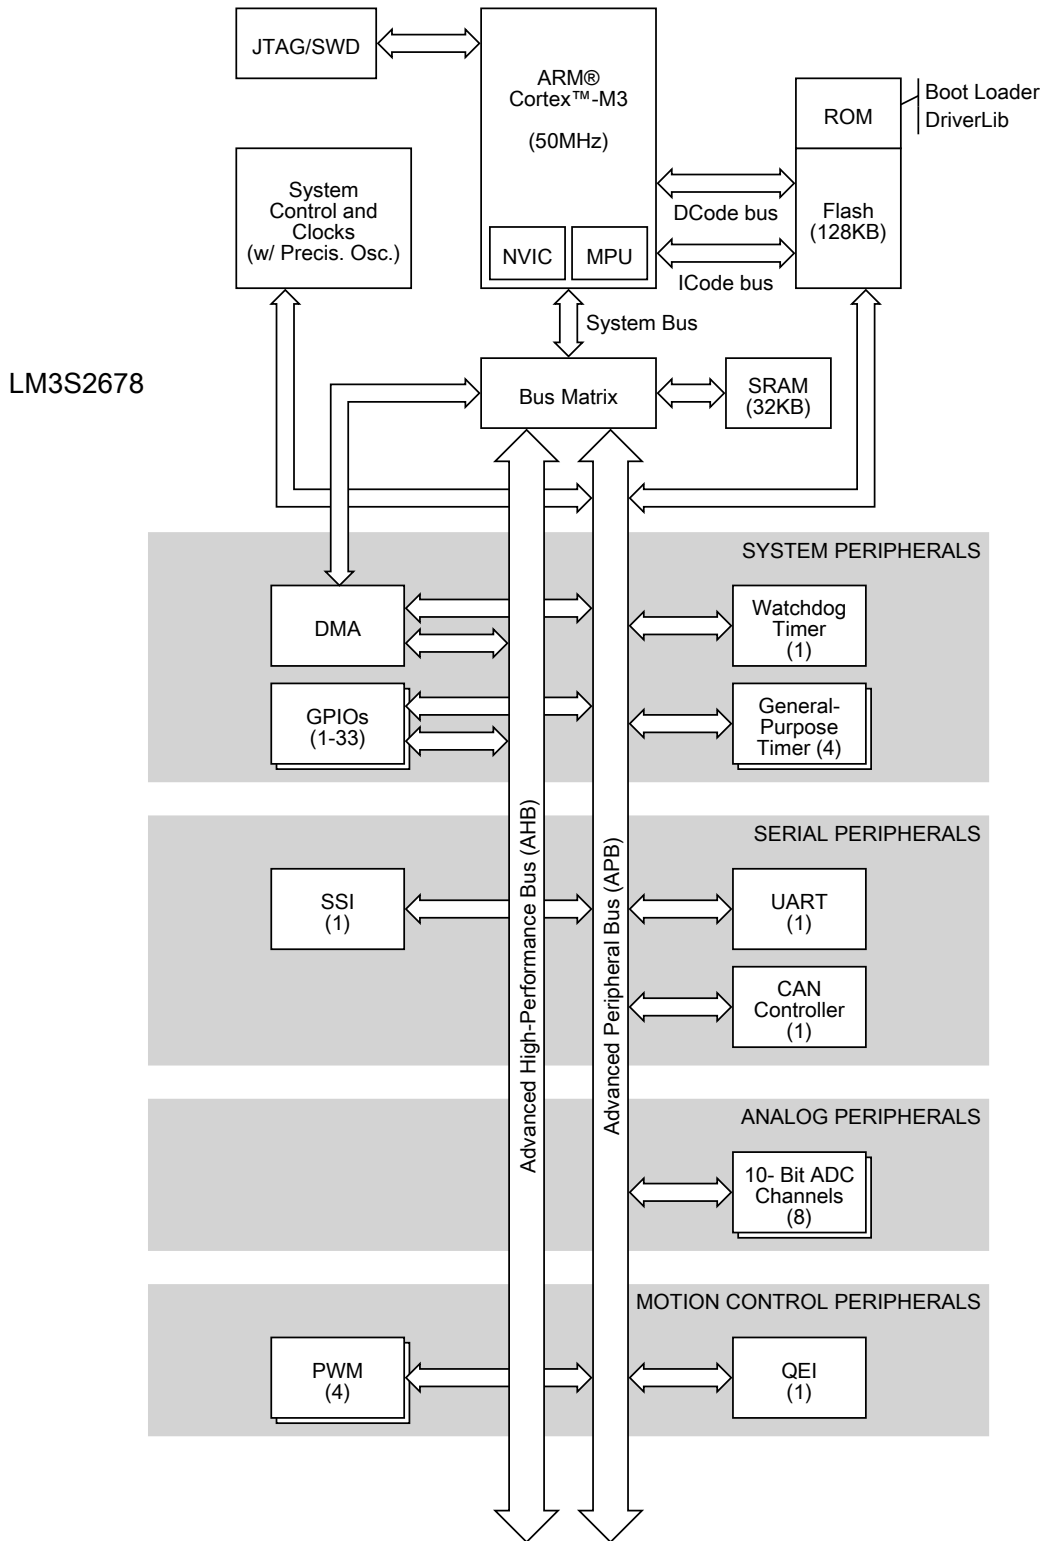 JTAG/SWD
ARM®
Cortex™-M3
(50MHz)
NVIC
MPU
ROM
Boot Loader
DriverLib
Flash
(128KB)
DCode bus
ICode bus
System
Control and
Clocks
(w/ Precis. Osc.)
System Bus
LM3S2678
Bus Matrix
SRAM
(32KB)
SYSTEM PERIPHERALS
DMA
Watchdog
Timer
(1)
GPIOs
(1-33)
General-
Purpose
Timer (4)
Advanced High-Performance Bus (AHB)
Advanced Peripheral Bus (APB)
SERIAL PERIPHERALS
SSI
(1)
UART
(1)
CAN
Controller
(1)
ANALOG PERIPHERALS
10- Bit ADC
Channels
(8)
MOTION CONTROL PERIPHERALS
PWM
(4)
QEI
(1)